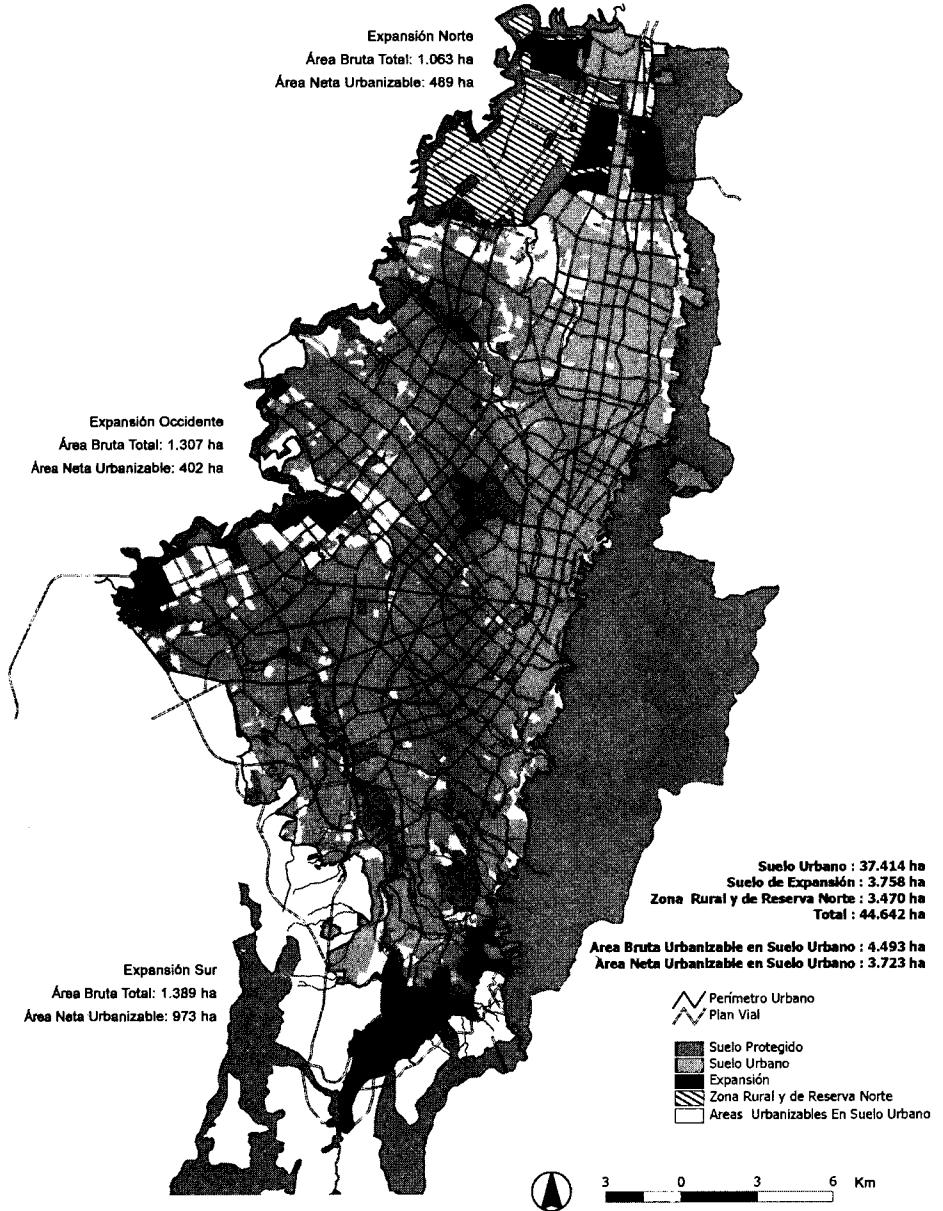 Expansión Norte
Área Bruta Total: 1.063 ha
Área Neta Urbanizable: 489 ha
Expansión Occidente
Área Bruta Total: 1.307 ha
Área Neta Urbanizable: 402 ha
Suelo Urbano : 37.414 ha
Suelo de Expansión : 3.758 ha
Zona Rural y de Reserva Norte : 3.470 ha
Total : 44.642 ha
Area Bruta Urbanizable en Suelo Urbano : 4.493 ha
Area Neta Urbanizable en Suelo Urbano : 3.723 ha
Expansión Sur
Área Bruta Total: 1.389 ha
Área Neta Urbanizable: 973 ha
Perímetro Urbano
Plan Vial
Suelo Protegido
Suelo Urbano
Expansión
Zona Rural y de Reserva Norte
Areas Urbanizables En Suelo Urbano
3 0 3 6 Km